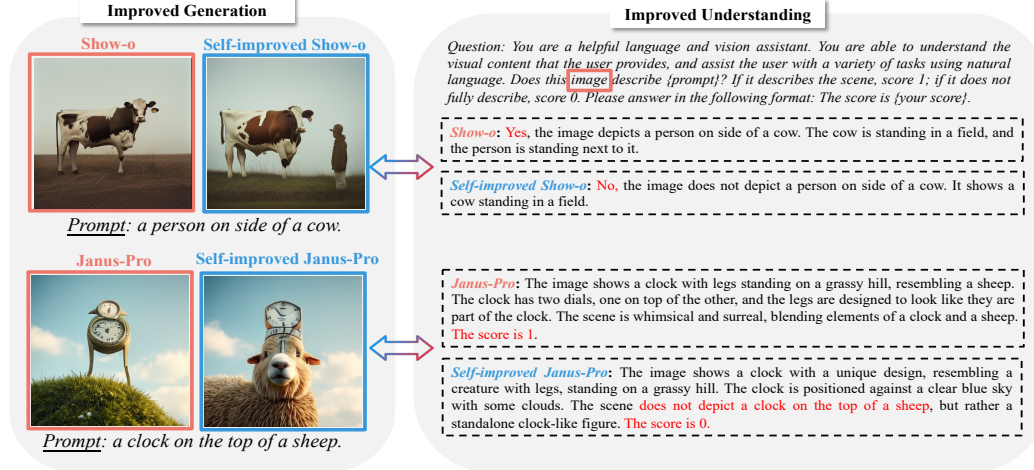 Improved Generation
Show-o
Self-improved Show-o
Prompt: a person on side of a cow.
Janus-Pro
Self-improved Janus-Pro
Prompt: a clock on the top of a sheep.
Improved Understanding
Question: You are a helpful language and vision assistant. You are able to understand the
visual content that the user provides, and assist the user with a variety of tasks using natural
language. Does this image describe {prompt}? If it describes the scene, score 1; if it does not
fully describe, score 0. Please answer in the following format: The score is {your score}.
Show-o: Yes, the image depicts a person on side of a cow. The cow is standing in a field, and
the person is standing next to it.
Self-improved Show-o: No, the image does not depict a person on side of a cow. It shows a
cow standing in a field.
Janus-Pro: The image shows a clock with legs standing on a grassy hill, resembling a sheep.
The clock has two dials, one on top of the other, and the legs are designed to look like they are
part of the clock. The scene is whimsical and surreal, blending elements of a clock and a sheep.
The score is 1.
Self-improved Janus-Pro: The image shows a clock with a unique design, resembling a
creature with legs, standing on a grassy hill. The clock is positioned against a clear blue sky
with some clouds. The scene does not depict a clock on the top of a sheep, but rather a
standalone clock-like figure. The score is 0.